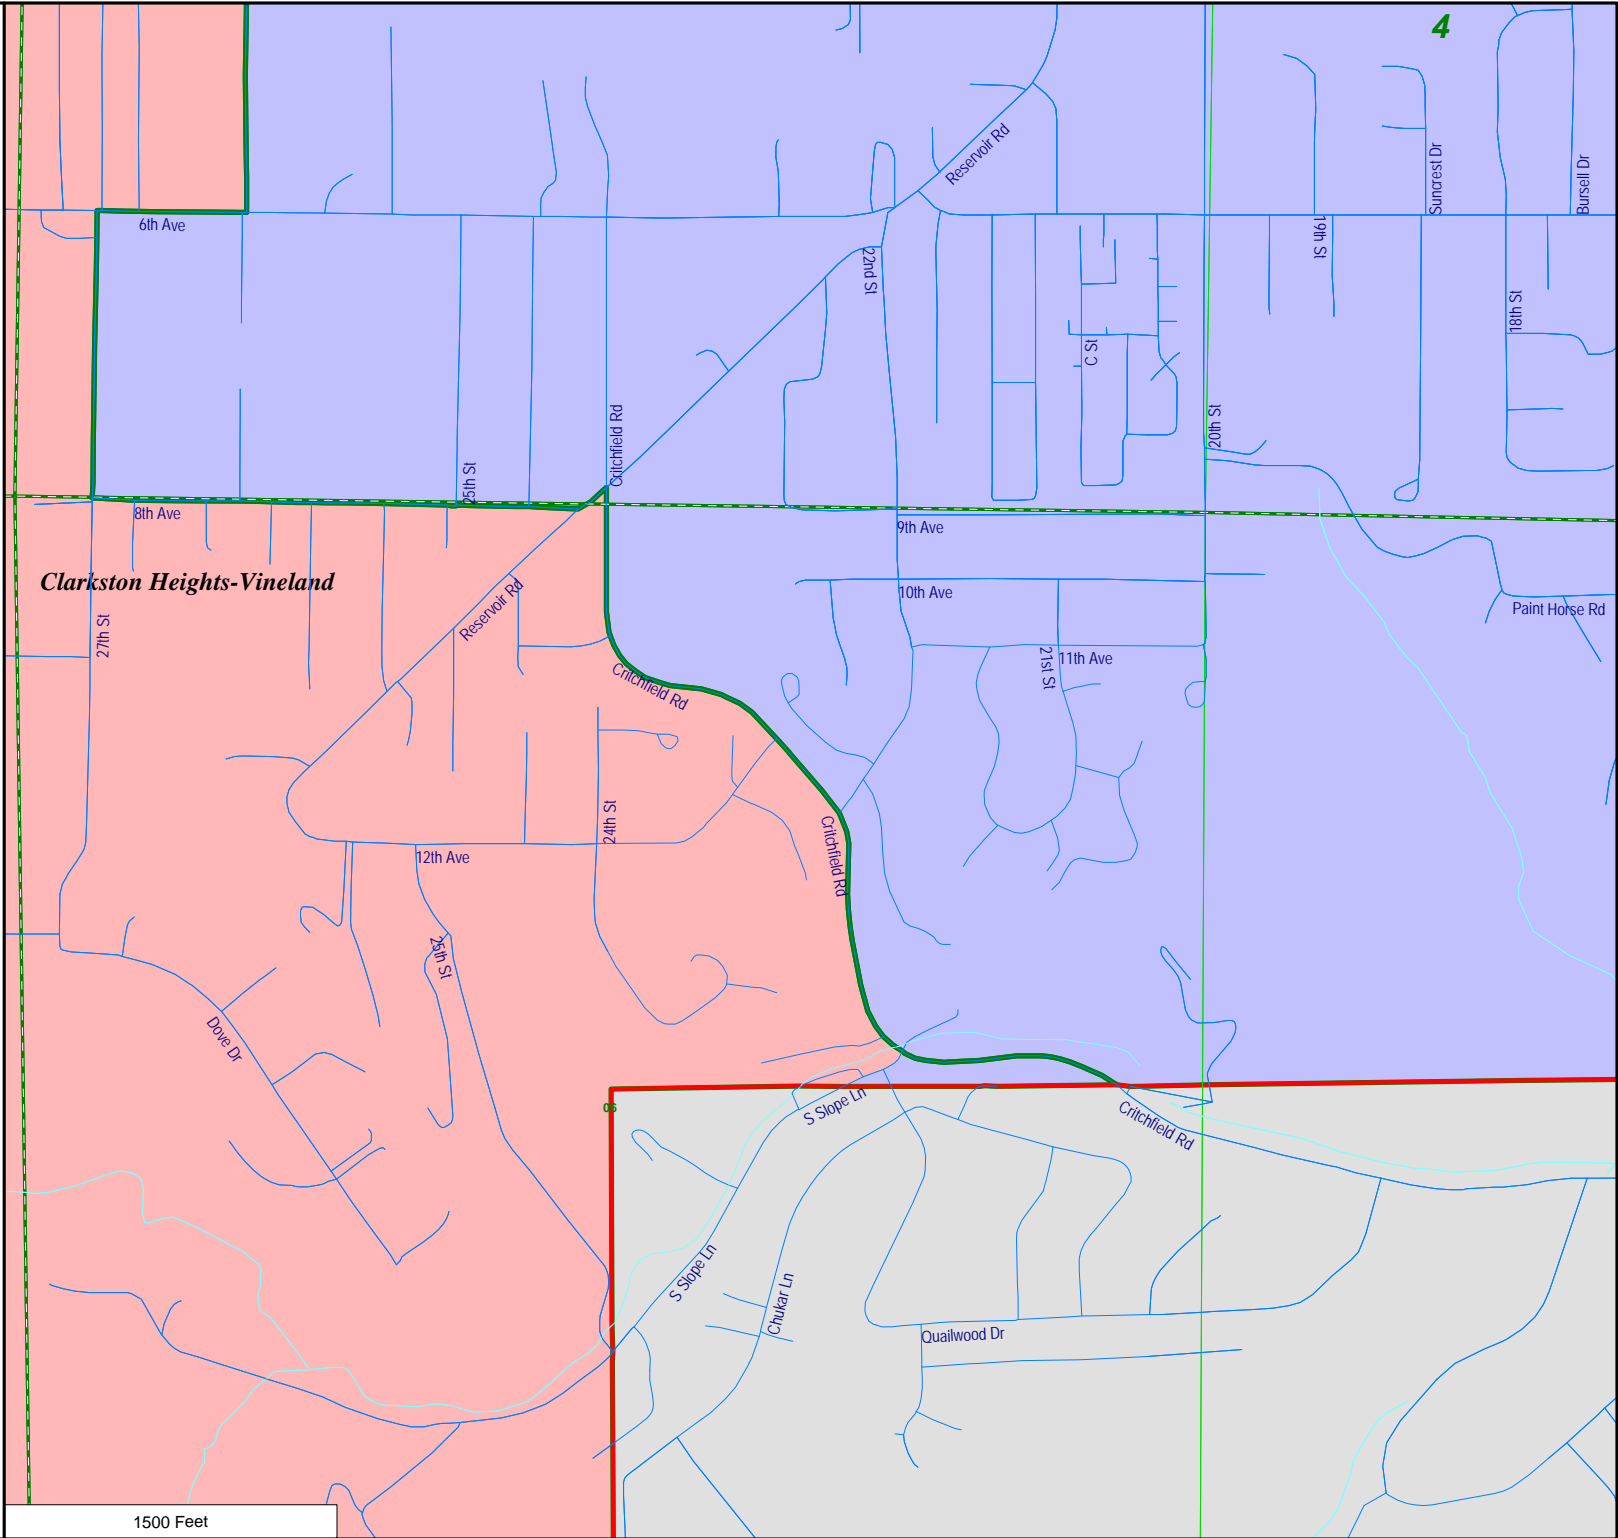 4
Reservoir Rd
Suncrest Dr
Bursell Dr
6th Ave
22nd St
19th St
18th St
C St
20th St
Critchfield Rd
25th St
8th Ave
9th Ave
Clarkston Heights-Vineland
Reservoir Rd
10th Ave
Paint Horse Rd
27th St
Critchfield Rd
21st St
11th Ave
24th St
12th Ave
Critchfield Rd
25th St
Dove Dr
06
S Slope Ln
Critchfield Rd
S Slope Ln
Chukar Ln
Quailwood Dr
1500 Feet